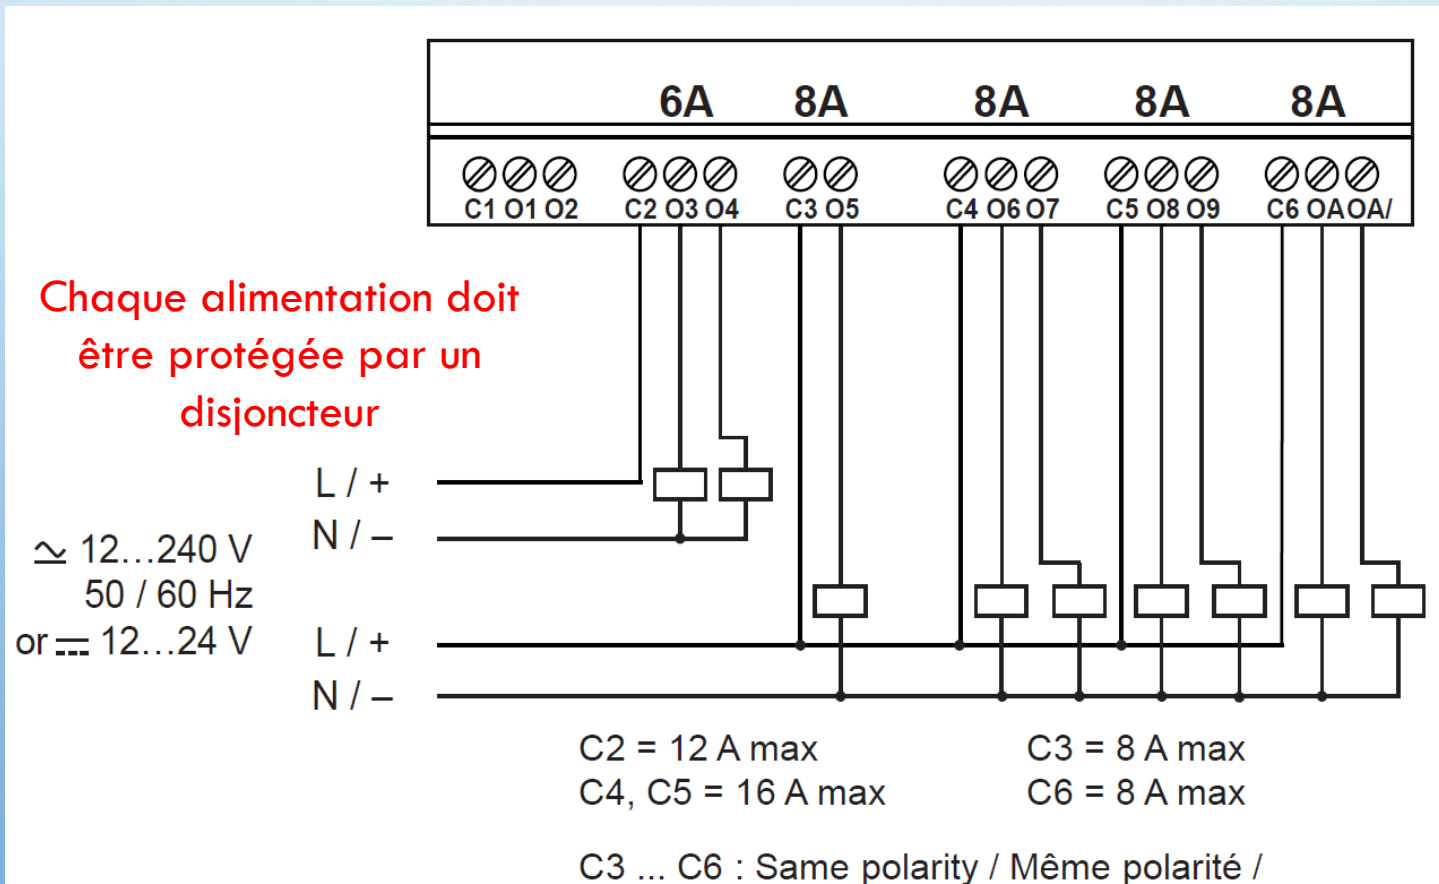 6A 8A 8A 8A 8A
C1 O1 O2 C2 O3 O4 C3 O5 C4 O6 O7 C5 O8 O9 C6 OA OA/
Chaque alimentation doit
être protégée par un
disjoncteur
L / +
N / –
≃ 12...240 V
50 / 60 Hz
or ⎓ 12...24 V
L / +
N / –
C2 = 12 A max C3 = 8 A max
C4, C5 = 16 A max C6 = 8 A max
C3 ... C6 : Same polarity / Même polarité /